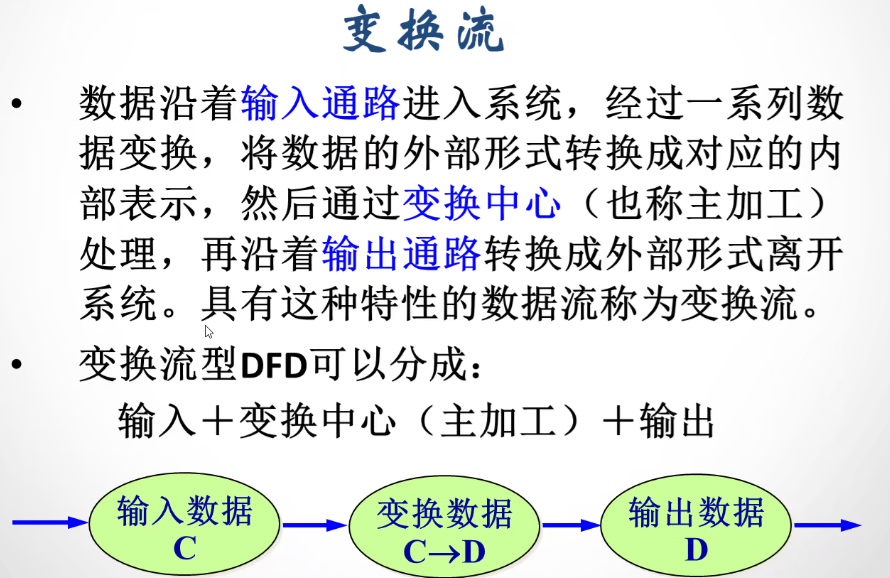 变换流
• 数据沿着输入通路进入系统，经过一系列数
据变换，将数据的外部形式转换成对应的内
部表示，然后通过变换中心（也称主加工）
处理，再沿着输出通路转换成外部形式离开
系统。具有这种特性的数据流称为变换流。
• 变换流型DFD可以分成：
输入＋变换中心（主加工）＋输出
输入数据
C
变换数据
C→D
输出数据
D